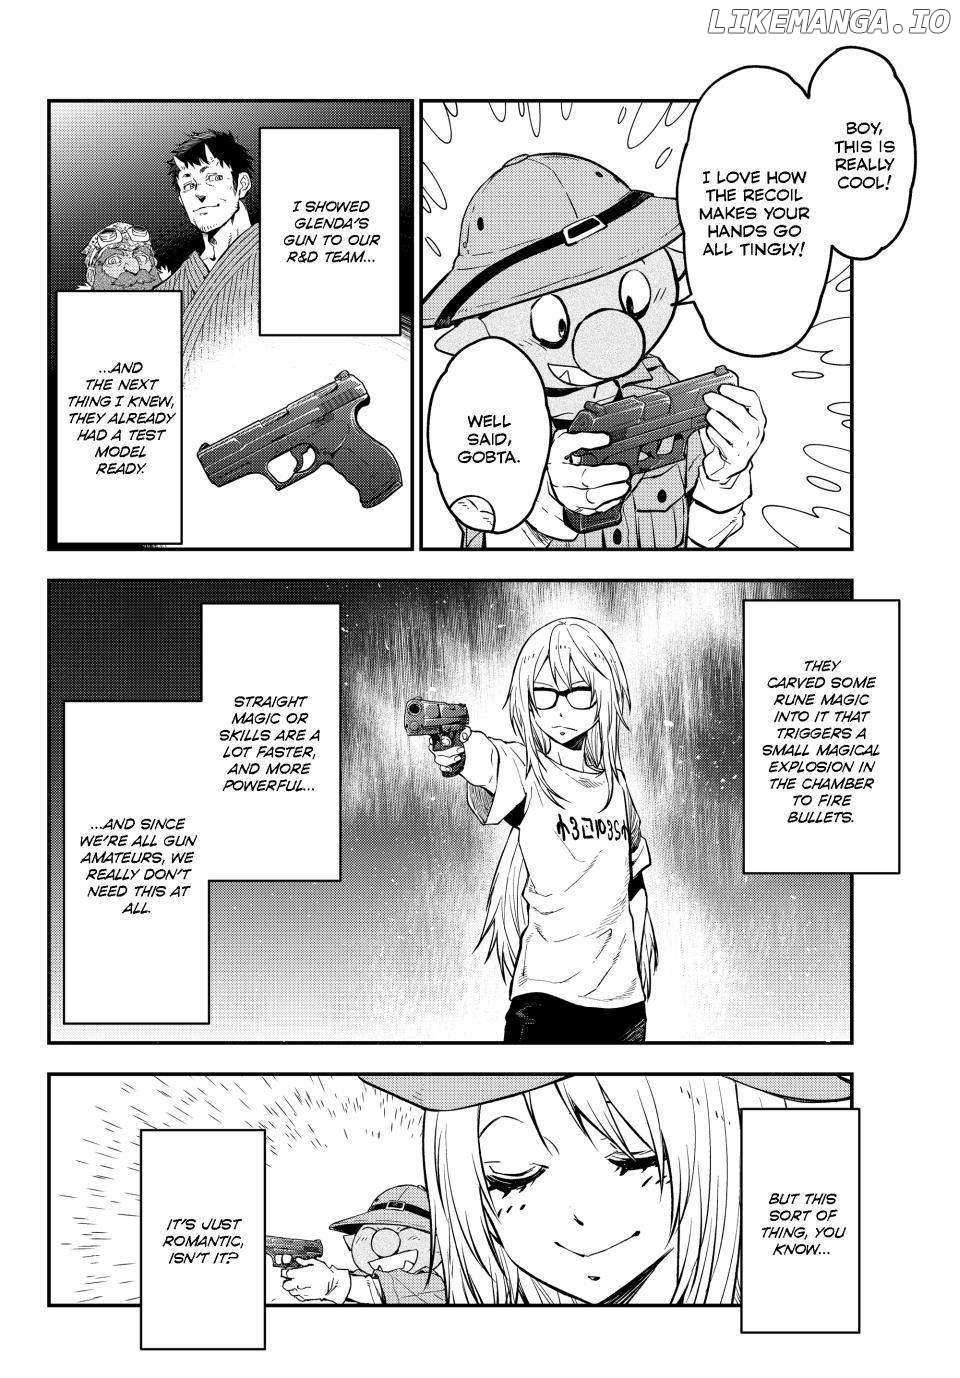 LIKEMANGA.IO
BOY,
THIS IS
REALLY
COOL!
I LOVE HOW
THE RECOIL
MAKES YOUR
HANDS GO
ALL TINGLY!
WELL
SAID,
GOBTA.
I SHOWED
GLENDA'S
GUN TO OUR
R&D TEAM...
...AND
THE NEXT
THING I KNEW,
THEY ALREADY
HAD A TEST
MODEL
READY.
THEY
CARVED SOME
RUNE MAGIC
INTO IT THAT
TRIGGERS A
SMALL MAGICAL
EXPLOSION IN
THE CHAMBER
TO FIRE
BULLETS.
STRAIGHT
MAGIC OR
SKILLS ARE A
LOT FASTER,
AND MORE
POWERFUL...
...AND SINCE
WE'RE ALL GUN
AMATEURS, WE
REALLY DON'T
NEED THIS AT
ALL.
BUT THIS
SORT OF
THING, YOU
KNOW...
IT'S JUST
ROMANTIC,
ISN'T IT?